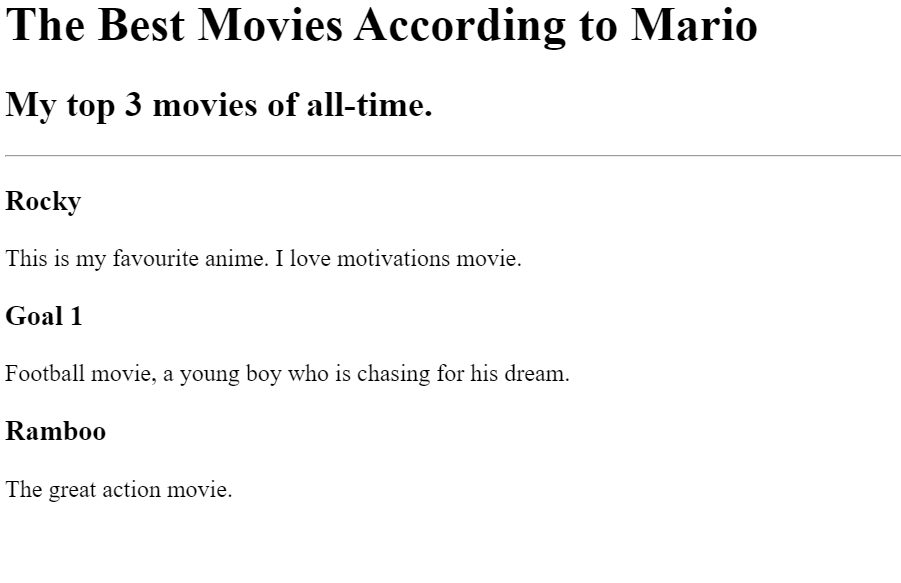 The Best Movies According to Mario
My top 3 movies of all-time.
Rocky
This is my favourite anime. I love motivations movie.
Goal 1
Football movie, a young boy who is chasing for his dream.
Ramboo
The great action movie.